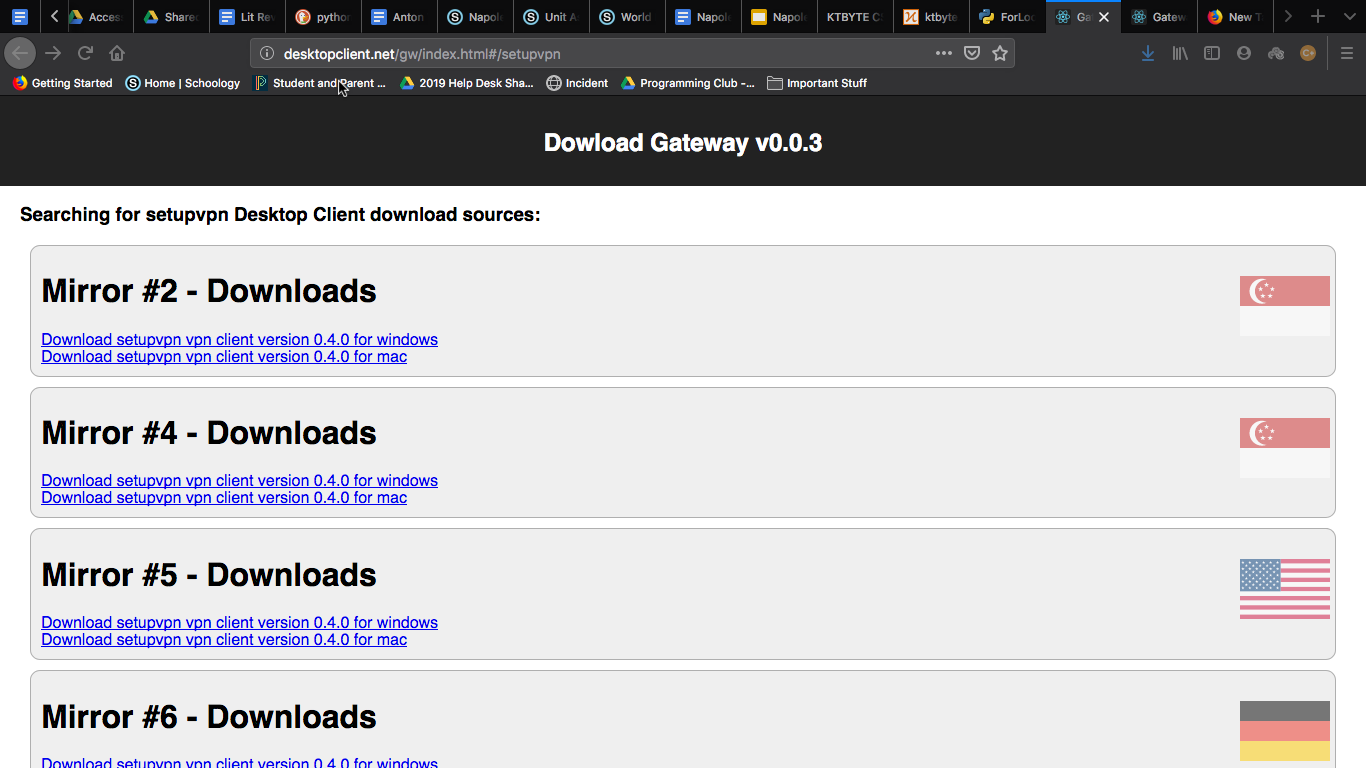 Acces
Share
Lit Rev
pythor
Anton
Napol
Unit A
World
Napol
Napol
KTBYTE C
ktbyte
ForLoo
Ga
Gatew
New T
desktopclient.net/gw/index.html#/setupvpn
Getting Started
Home | Schoology
Student and Parent ...
2019 Help Desk Sha...
Incident
Programming Club -...
Important Stuff
Dowload Gateway v0.0.3
Searching for setupvpn Desktop Client download sources:
Mirror #2 - Downloads
Download setupvpn vpn client version 0.4.0 for windows
Download setupvpn vpn client version 0.4.0 for mac
Mirror #4 - Downloads
Download setupvpn vpn client version 0.4.0 for windows
Download setupvpn vpn client version 0.4.0 for mac
Mirror #5 - Downloads
Download setupvpn vpn client version 0.4.0 for windows
Download setupvpn vpn client version 0.4.0 for mac
Mirror #6 - Downloads
Download setupvpn vpn client version 0.4.0 for windows